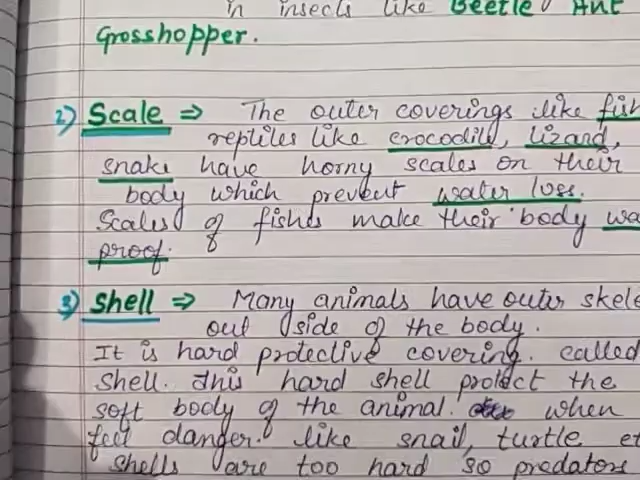 in insects like Beetle, Ant
Grosshopper.
2) Scale ⇒ The outer coverings like fish
reptiles like crocodile, lizard,
snake have horny scales on their
body which prevent water loss.
Scales of fishes make their body wa
proof.
3) Shell ⇒ Many animals have outer skele
out side of the body.
It is hard protective covering. called
shell. This hard shell protect the
soft body of the animal. when
feel danger. like snail, turtle et
shells are too hard so predators